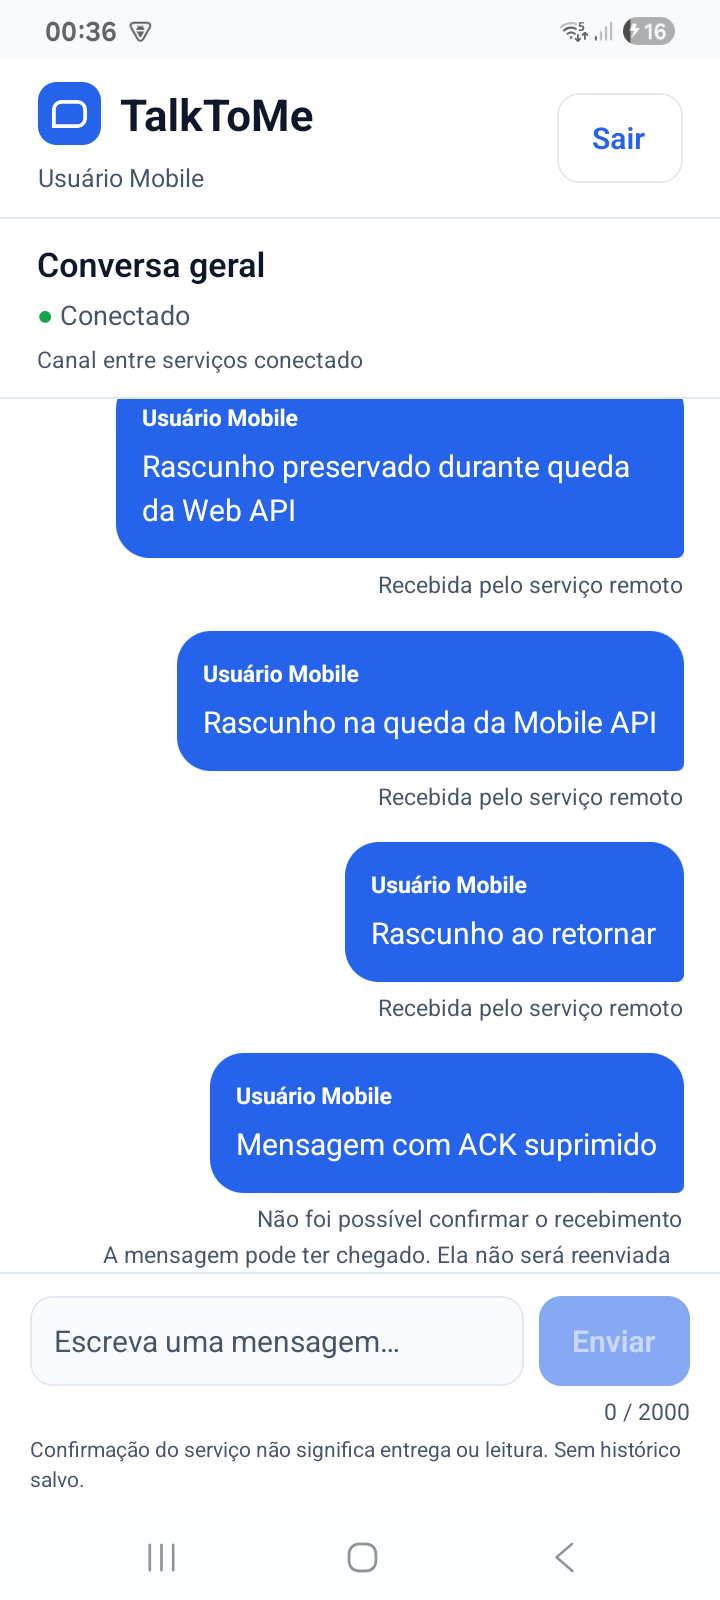 00:36
5
16
TalkToMe
Usuário Mobile
Sair
Conversa geral
Conectado
Canal entre serviços conectado
Usuário Mobile
Rascunho preservado durante queda
da Web API
Recebida pelo serviço remoto
Usuário Mobile
Rascunho na queda da Mobile API
Recebida pelo serviço remoto
Usuário Mobile
Rascunho ao retornar
Recebida pelo serviço remoto
Usuário Mobile
Mensagem com ACK suprimido
Não foi possível confirmar o recebimento
A mensagem pode ter chegado. Ela não será reenviada
Escreva uma mensagem...
Enviar
0 / 2000
Confirmação do serviço não significa entrega ou leitura. Sem histórico
salvo.